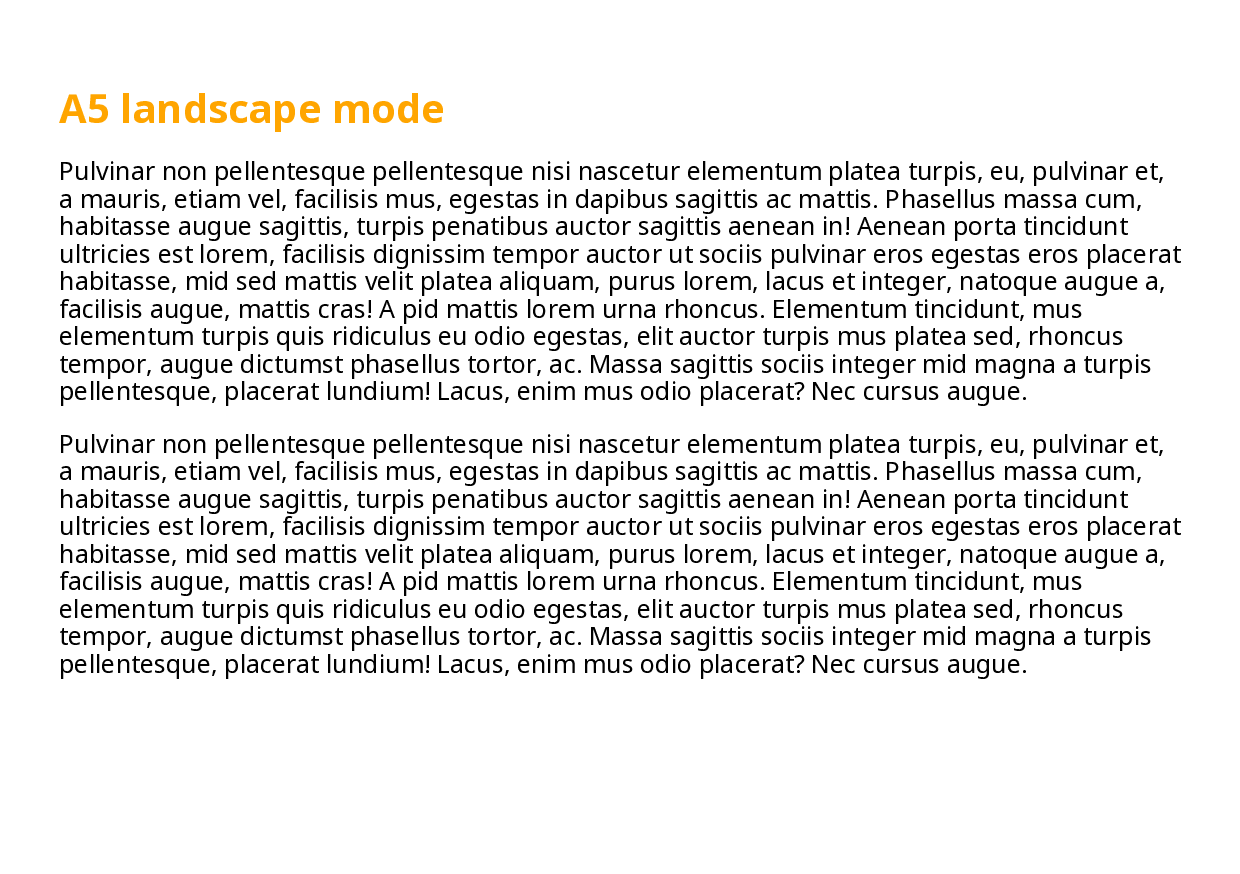 A5 landscape mode
Pulvinar non pellentesque pellentesque nisi nascetur elementum platea turpis, eu, pulvinar et,
a mauris, etiam vel, facilisis mus, egestas in dapibus sagittis ac mattis. Phasellus massa cum,
habitasse augue sagittis, turpis penatibus auctor sagittis aenean in! Aenean porta tincidunt
ultricies est lorem, facilisis dignissim tempor auctor ut sociis pulvinar eros egestas eros placerat
habitasse, mid sed mattis velit platea aliquam, purus lorem, lacus et integer, natoque augue a,
facilisis augue, mattis cras! A pid mattis lorem urna rhoncus. Elementum tincidunt, mus
elementum turpis quis ridiculus eu odio egestas, elit auctor turpis mus platea sed, rhoncus
tempor, augue dictumst phasellus tortor, ac. Massa sagittis sociis integer mid magna a turpis
pellentesque, placerat lundium! Lacus, enim mus odio placerat? Nec cursus augue.
Pulvinar non pellentesque pellentesque nisi nascetur elementum platea turpis, eu, pulvinar et,
a mauris, etiam vel, facilisis mus, egestas in dapibus sagittis ac mattis. Phasellus massa cum,
habitasse augue sagittis, turpis penatibus auctor sagittis aenean in! Aenean porta tincidunt
ultricies est lorem, facilisis dignissim tempor auctor ut sociis pulvinar eros egestas eros placerat
habitasse, mid sed mattis velit platea aliquam, purus lorem, lacus et integer, natoque augue a,
facilisis augue, mattis cras! A pid mattis lorem urna rhoncus. Elementum tincidunt, mus
elementum turpis quis ridiculus eu odio egestas, elit auctor turpis mus platea sed, rhoncus
tempor, augue dictumst phasellus tortor, ac. Massa sagittis sociis integer mid magna a turpis
pellentesque, placerat lundium! Lacus, enim mus odio placerat? Nec cursus augue.